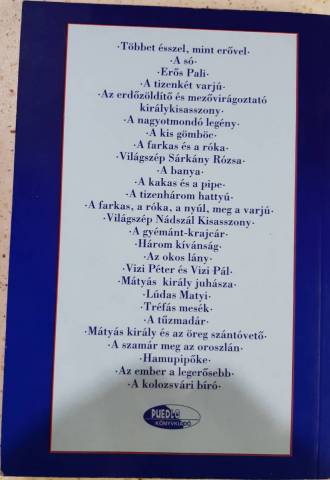 ·Többet ésszel, mint erővel·
·A só·
·Erős Pali·
·A tizenkét varjú·
·Az erdőzöldítő és mezővirágoztató
királykisasszony·
·A nagyotmondó legény·
·A kis gömböc·
·A farkas és a róka·
·Világszép Sárkány Rózsa·
·A banya·
·A kakas és a pipe·
·A tizenhárom hattyú·
·A farkas, a róka, a nyúl, meg a varjú·
·Világszép Nádszál Kisasszony·
·A gyémánt-krajcár·
·Három kívánság·
·Az okos lány·
·Vizi Péter és Vizi Pál·
·Mátyás király juhásza·
·Lúdas Matyi·
·Tréfás mesék·
·A tűzmadár·
·Mátyás király és az öreg szántóvető·
·A szamár meg az oroszlán·
·Hamupipőke·
·Az ember a legerősebb·
·A kolozsvári bíró·
PUEDLO
KÖNYVKIADÓ